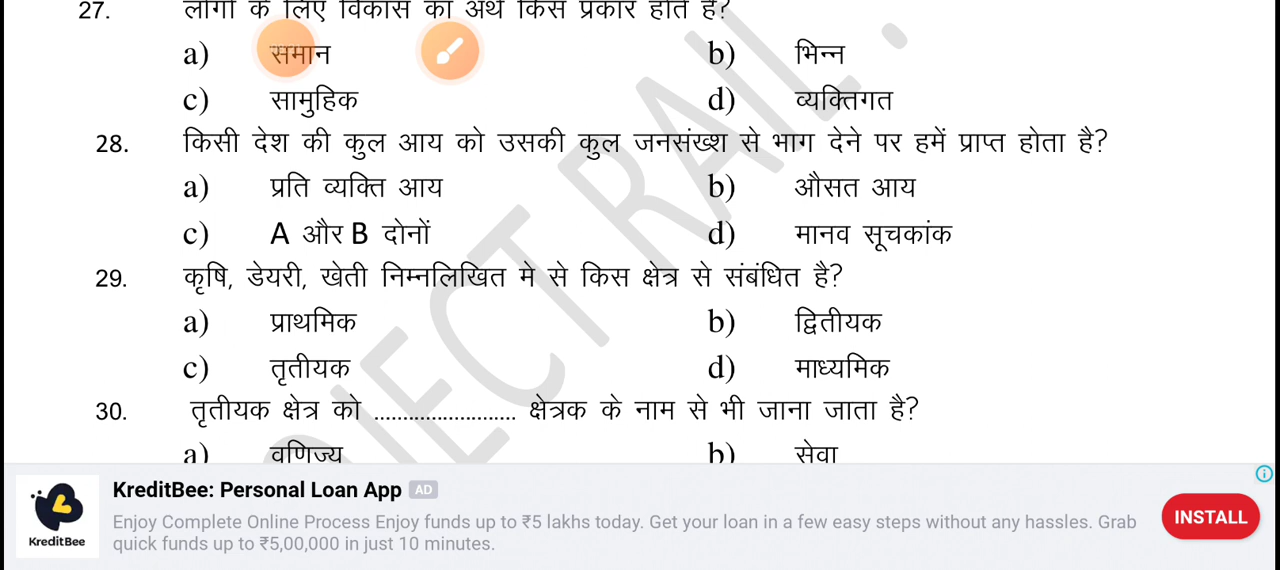 27. लोगों के लिए विकास का अर्थ किस प्रकार होते हैं?
a) समान b) भिन्न
c) सामुहिक d) व्यक्तिगत
28. किसी देश की कुल आय को उसकी कुल जनसंख्श से भाग देने पर हमें प्राप्त होता है?
a) प्रति व्यक्ति आय b) औसत आय
c) A और B दोनों d) मानव सूचकांक
29. कृषि, डेयरी, खेती निम्नलिखित मे से किस क्षेत्र से संबंधित है?
a) प्राथमिक b) द्वितीयक
c) तृतीयक d) माध्यमिक
30. तृतीयक क्षेत्र को ........................ क्षेत्रक के नाम से भी जाना जाता है?
a) वणिज्य b) सेवा
KreditBee: Personal Loan App AD
Enjoy Complete Online Process Enjoy funds up to ₹5 lakhs today. Get your loan in a few easy steps without any hassles. Grab
quick funds up to ₹5,00,000 in just 10 minutes.
KreditBee
INSTALL